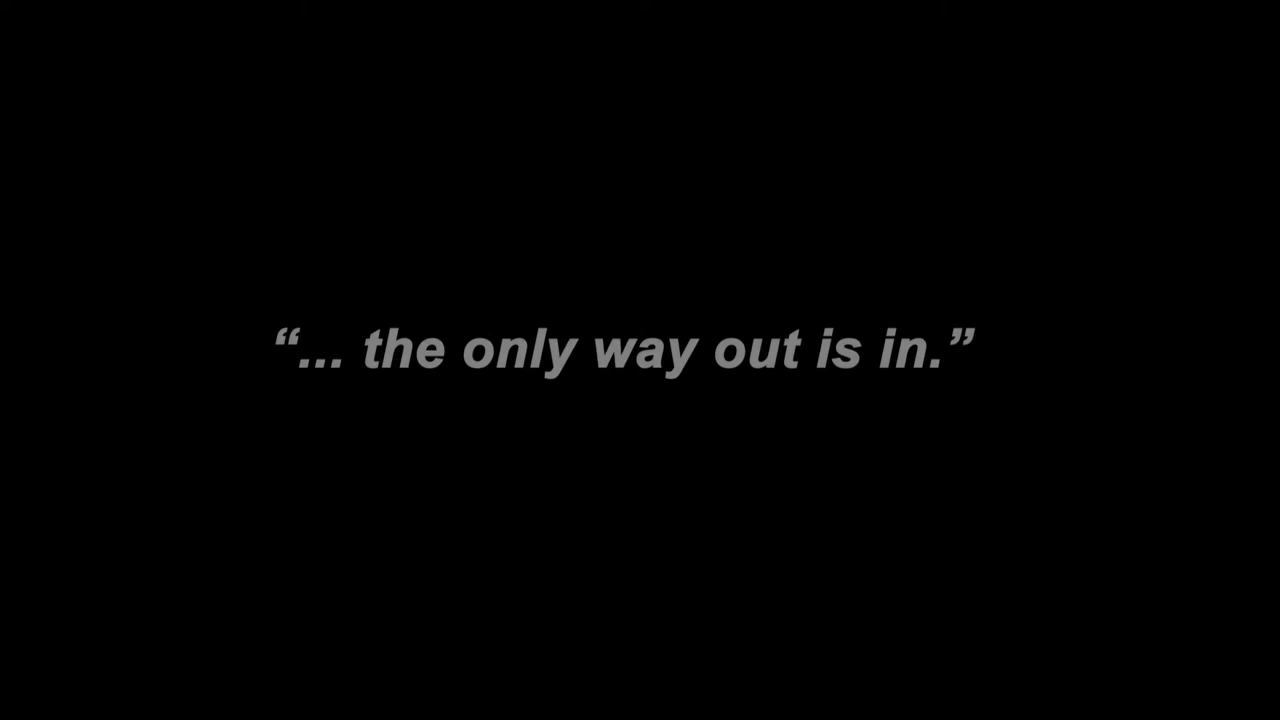 “... the only way out is in.”